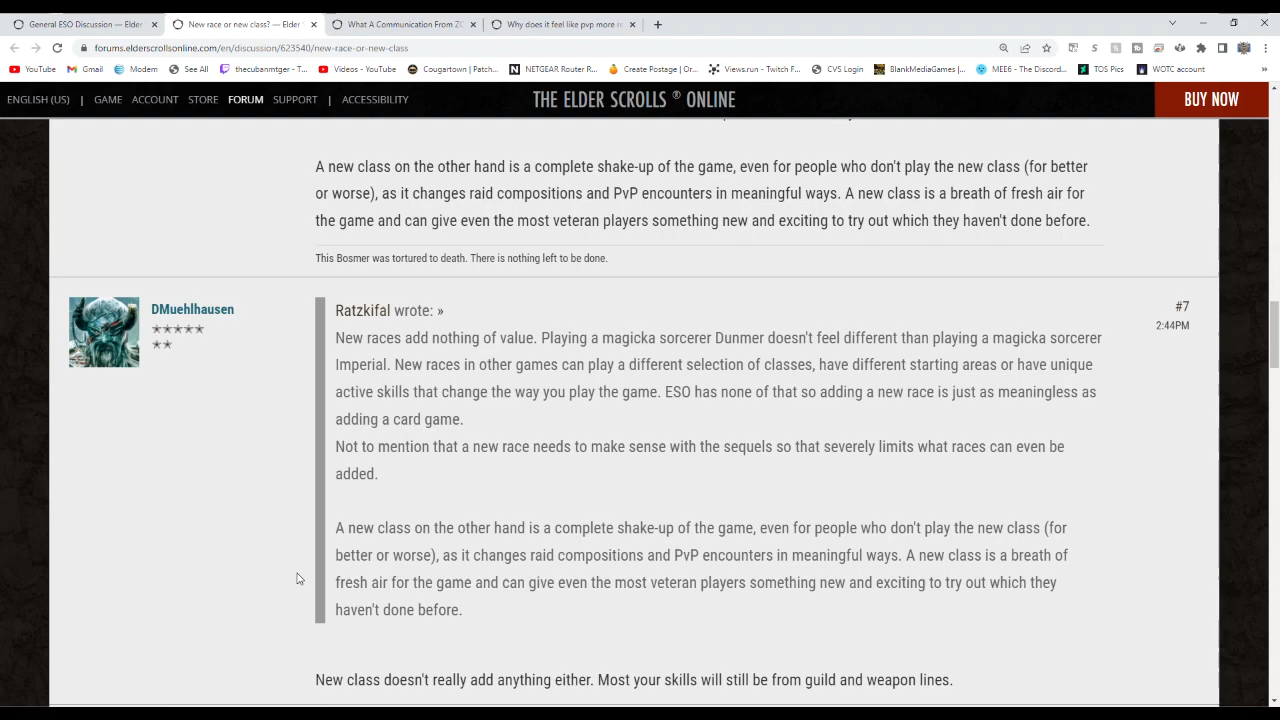 General ESO Discussion — Elder
New race or new class? — Elder
What A Communication From ZO
Why does it feel like pvp more re
forums.elderscrollsonline.com/en/discussion/623540/new-race-or-new-class
YouTube
Gmail
Modem
See All
thecubanmtger - T...
Videos - YouTube
Cougartown | Patch...
NETGEAR Router R...
Create Postage | Or...
Views.run - Twitch F...
CVS Login
BlankMediaGames |...
MEE6 - The Discord...
TOS Pics
WOTC account
»
ENGLISH (US) | GAME ACCOUNT STORE FORUM SUPPORT | ACCESSIBILITY
THE ELDER SCROLLS ® ONLINE
BUY NOW
A new class on the other hand is a complete shake-up of the game, even for people who don't play the new class (for better
or worse), as it changes raid compositions and PvP encounters in meaningful ways. A new class is a breath of fresh air for
the game and can give even the most veteran players something new and exciting to try out which they haven't done before.
This Bosmer was tortured to death. There is nothing left to be done.
DMuehlhausen
#7
2:44PM
Ratzkifal wrote: »
New races add nothing of value. Playing a magicka sorcerer Dunmer doesn't feel different than playing a magicka sorcerer
Imperial. New races in other games can play a different selection of classes, have different starting areas or have unique
active skills that change the way you play the game. ESO has none of that so adding a new race is just as meaningless as
adding a card game.
Not to mention that a new race needs to make sense with the sequels so that severely limits what races can even be
added.
A new class on the other hand is a complete shake-up of the game, even for people who don't play the new class (for
better or worse), as it changes raid compositions and PvP encounters in meaningful ways. A new class is a breath of
fresh air for the game and can give even the most veteran players something new and exciting to try out which they
haven't done before.
New class doesn't really add anything either. Most your skills will still be from guild and weapon lines.